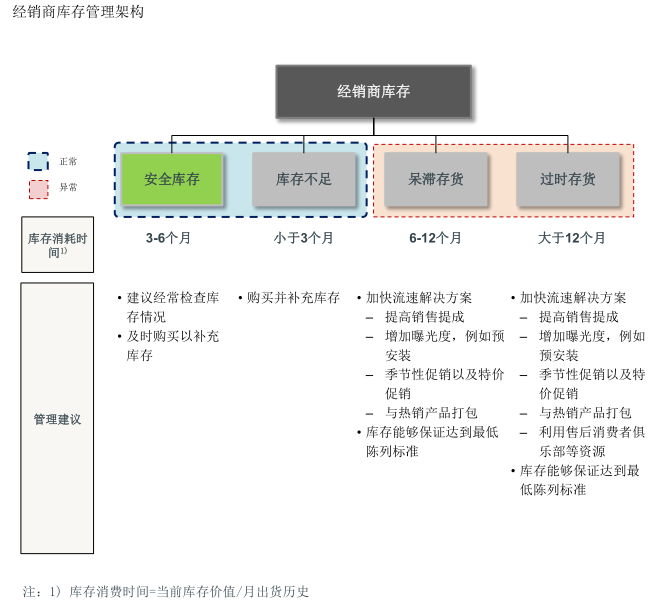 经销商库存管理架构
经销商库存
正常
异常
安全库存
库存不足
呆滞存货
过时存货
库存消耗时
间1)
3-6个月
小于3个月
6-12个月
大于12个月
管理建议
• 建议经常检查库
存情况
• 及时购买以补充
库存
• 购买并补充库存
• 加快流速解决方案
– 提高销售提成
– 增加曝光度，例如预
安装
– 季节性促销以及特价
促销
– 与热销产品打包
• 库存能够保证达到最低
陈列标准
• 加快流速解决方案
– 提高销售提成
– 增加曝光度，例如
预安装
– 季节性促销以及特
价促销
– 与热销产品打包
– 利用售后消费者俱
乐部等资源
• 库存能够保证达到最
低陈列标准
注：1) 库存消费时间=当前库存价值/月出货历史